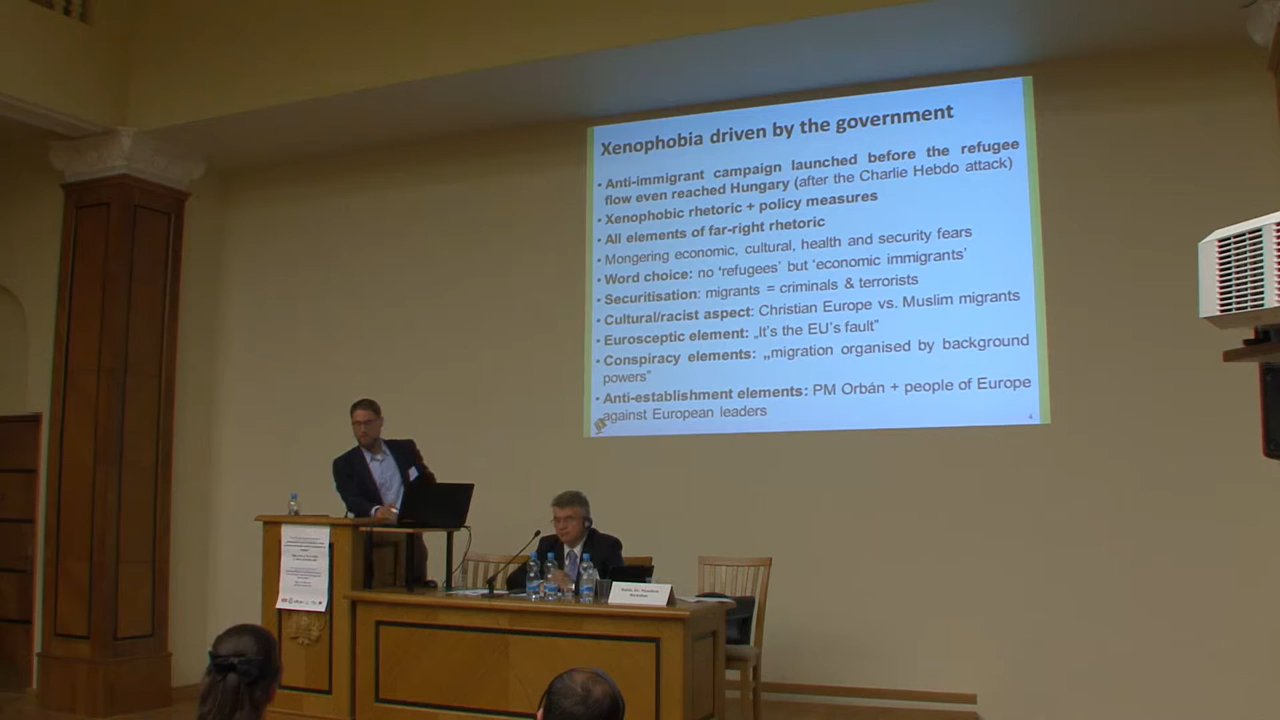 Xenophobia driven by the government
• Anti-immigrant campaign launched before the refugee
flow even reached Hungary (after the Charlie Hebdo attack)
• Xenophobic rhetoric + policy measures
• All elements of far-right rhetoric
• Mongering economic, cultural, health and security fears
• Word choice: no ‘refugees’ but ‘economic immigrants’
• Securitisation: migrants = criminals & terrorists
• Cultural/racist aspect: Christian Europe vs. Muslim migrants
• Eurosceptic element: „It’s the EU’s fault”
• Conspiracy elements: „migration organised by background
powers”
• Anti-establishment elements: PM Orbán + people of Europe
against European leaders
4